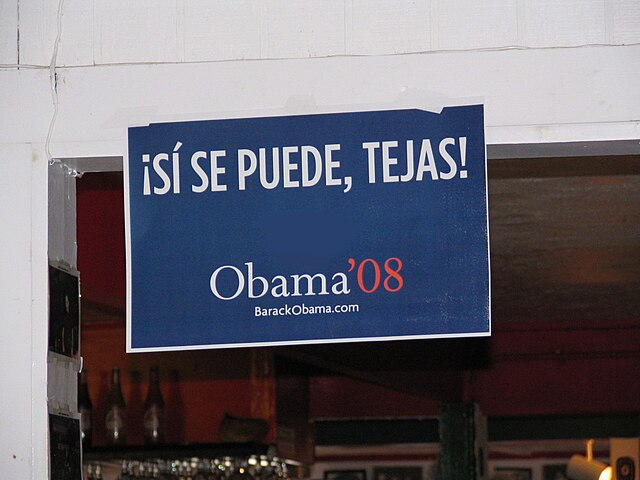 ¡SÍ SE PUEDE, TEJAS!
Obama'08
BarackObama.com